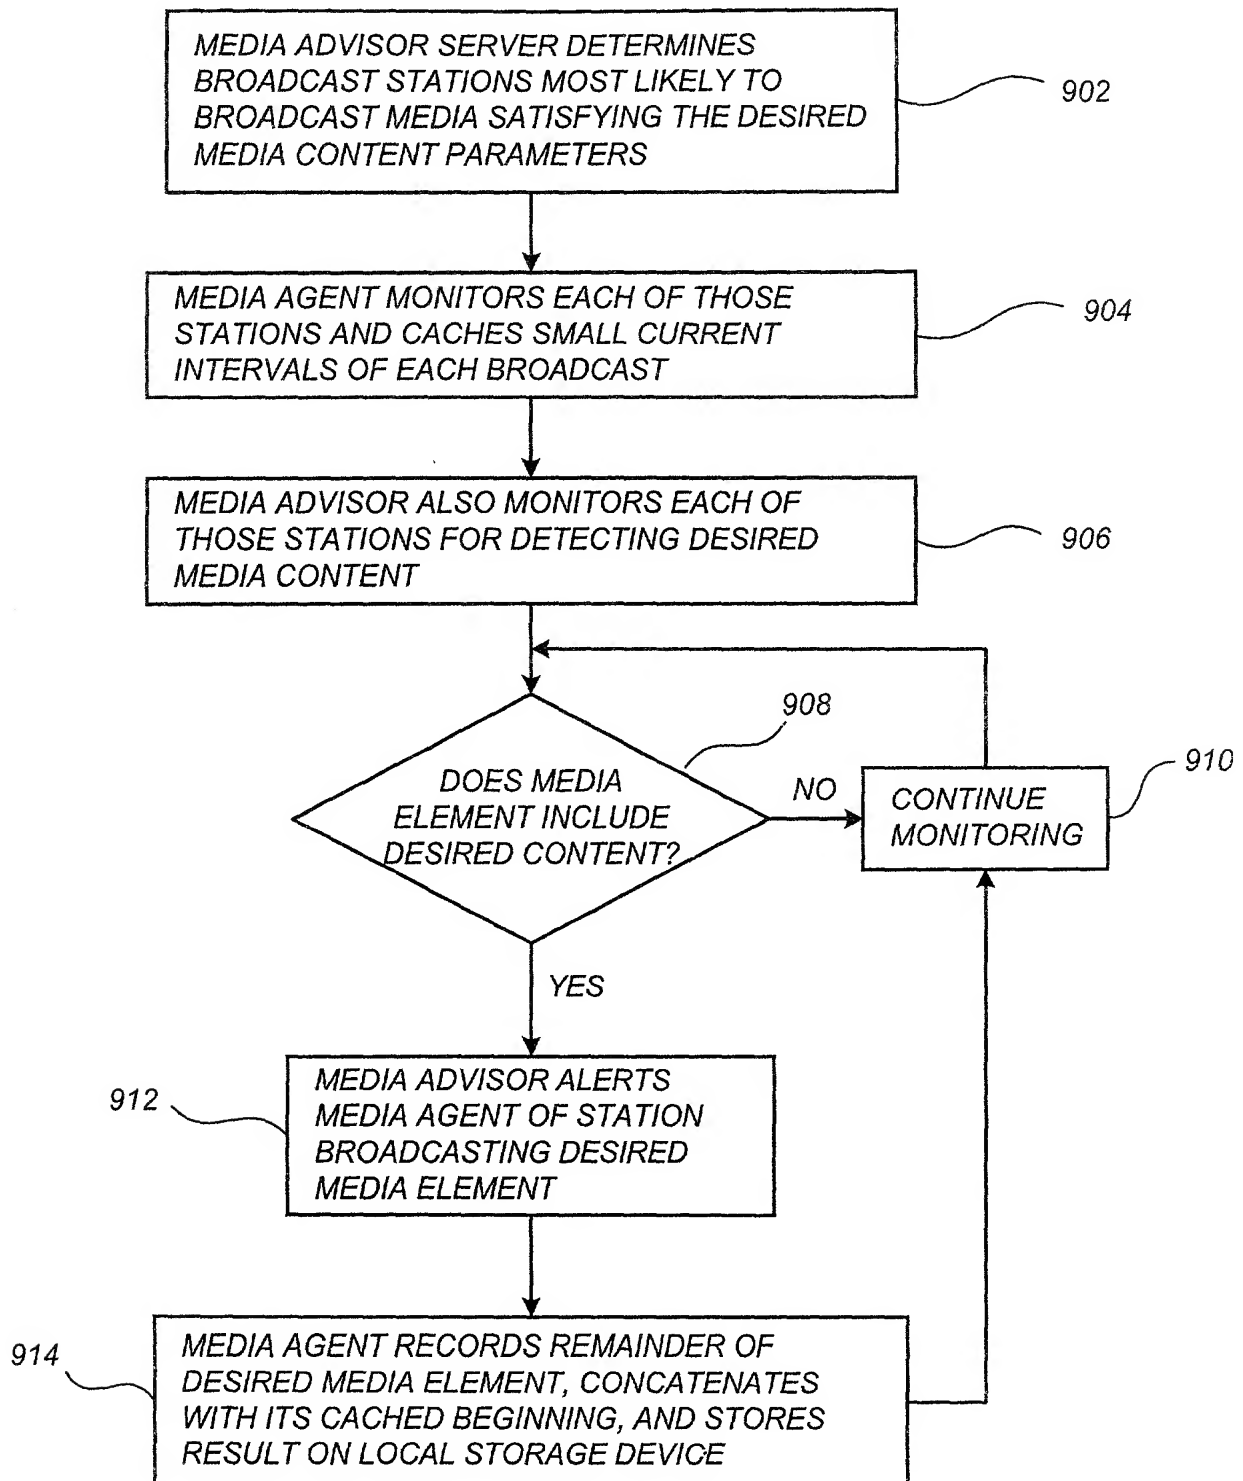 MEDIA ADVISOR SERVER DETERMINES
BROADCAST STATIONS MOST LIKELY TO
BROADCAST MEDIA SATISFYING THE DESIRED
MEDIA CONTENT PARAMETERS
902
MEDIA AGENT MONITORS EACH OF THOSE
STATIONS AND CACHES SMALL CURRENT
INTERVALS OF EACH BROADCAST
904
MEDIA ADVISOR ALSO MONITORS EACH OF
THOSE STATIONS FOR DETECTING DESIRED
MEDIA CONTENT
906
908
DOES MEDIA
ELEMENT INCLUDE
DESIRED CONTENT?
NO
CONTINUE
MONITORING
910
YES
912
MEDIA ADVISOR ALERTS
MEDIA AGENT OF STATION
BROADCASTING DESIRED
MEDIA ELEMENT
914
MEDIA AGENT RECORDS REMAINDER OF
DESIRED MEDIA ELEMENT, CONCATENATES
WITH ITS CACHED BEGINNING, AND STORES
RESULT ON LOCAL STORAGE DEVICE